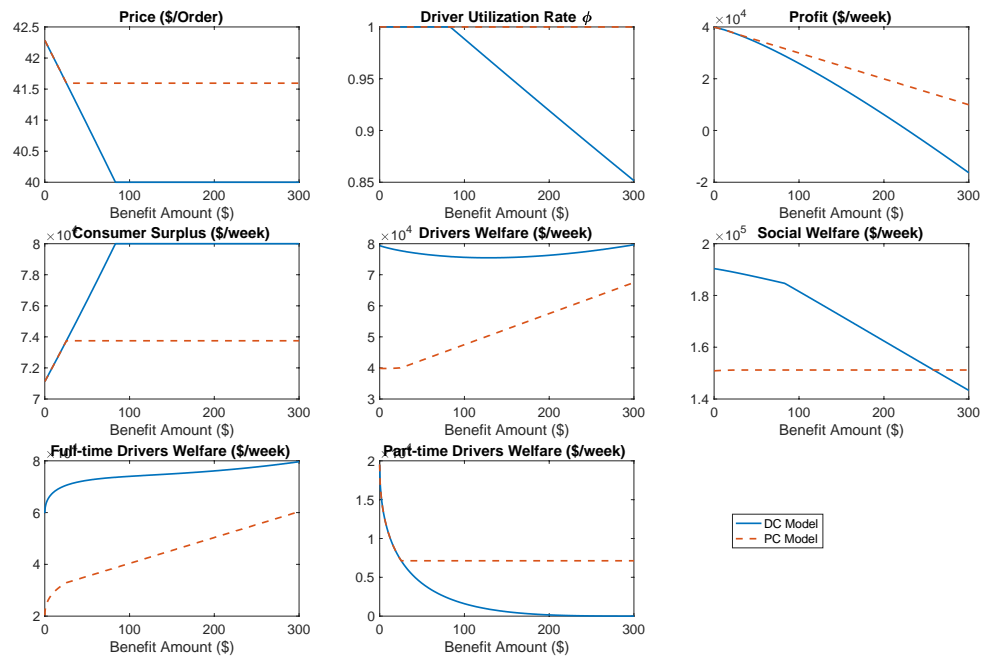 Price ($/Order)
42.5
42
41.5
41
40.5
40
0 100 200 300
Benefit Amount ($)
Driver Utilization Rate ϕ
1
0.95
0.9
0.85
0 100 200 300
Benefit Amount ($)
×10⁴ Profit ($/week)
4
2
0
-2
0 100 200 300
Benefit Amount ($)
Consumer Surplus ($/week)
8
7.8
7.6
7.4
7.2
7
0 100 200 300
Benefit Amount ($)
×10⁴ Drivers Welfare ($/week)
8
7
6
5
4
3
0 100 200 300
Benefit Amount ($)
×10⁵ Social Welfare ($/week)
2
1.8
1.6
1.4
0 100 200 300
Benefit Amount ($)
Full-time Drivers Welfare ($/week)
8
6
4
2
0 100 200 300
Benefit Amount ($)
Part-time Drivers Welfare ($/week)
2
1.5
1
0.5
0
0 100 200 300
Benefit Amount ($)
DC Model
PC Model